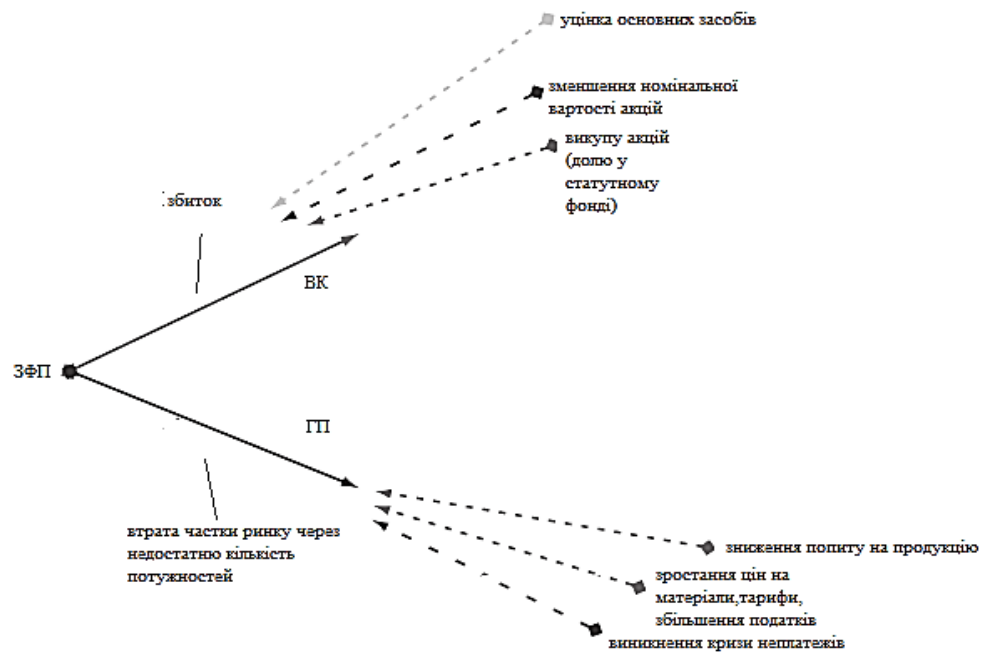 уцінка основних засобів
зменшення номінальної
вартості акцій
викупу акцій
(долю у
статутному
фонді)
збиток
ВК
ЗФП
ГП
втрата частки ринку через
недостатню кількість
потужностей
зниження попиту на продукцію
зростання цін на
матеріали,тарифи,
збільшення податків
виникнення кризи неплатежів